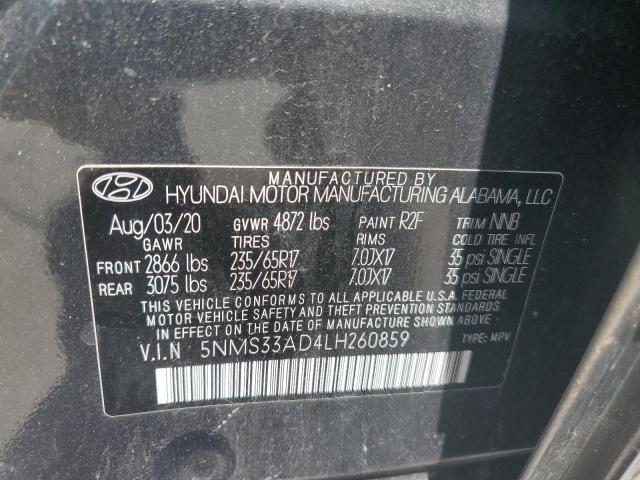 MANUFACTURED BY
HYUNDAI MOTOR MANUFACTURING ALABAMA, LLC
Aug/03/20 GVWR 4872 lbs PAINT R2F TRIM NNB
GAWR TIRES RIMS COLD TIRE INFL
FRONT 2866 lbs 235/65R17 7.0JX17 35 psi SINGLE
REAR 3075 lbs 235/65R17 7.0JX17 35 psi SINGLE
THIS VEHICLE CONFORMS TO ALL APPLICABLE U.S.A. FEDERAL
MOTOR VEHICLE SAFETY AND THEFT PREVENTION STANDARDS
IN EFFECT ON THE DATE OF MANUFACTURE SHOWN ABOVE.
V.I.N 5NMS33AD4LH260859 TYPE: MPV